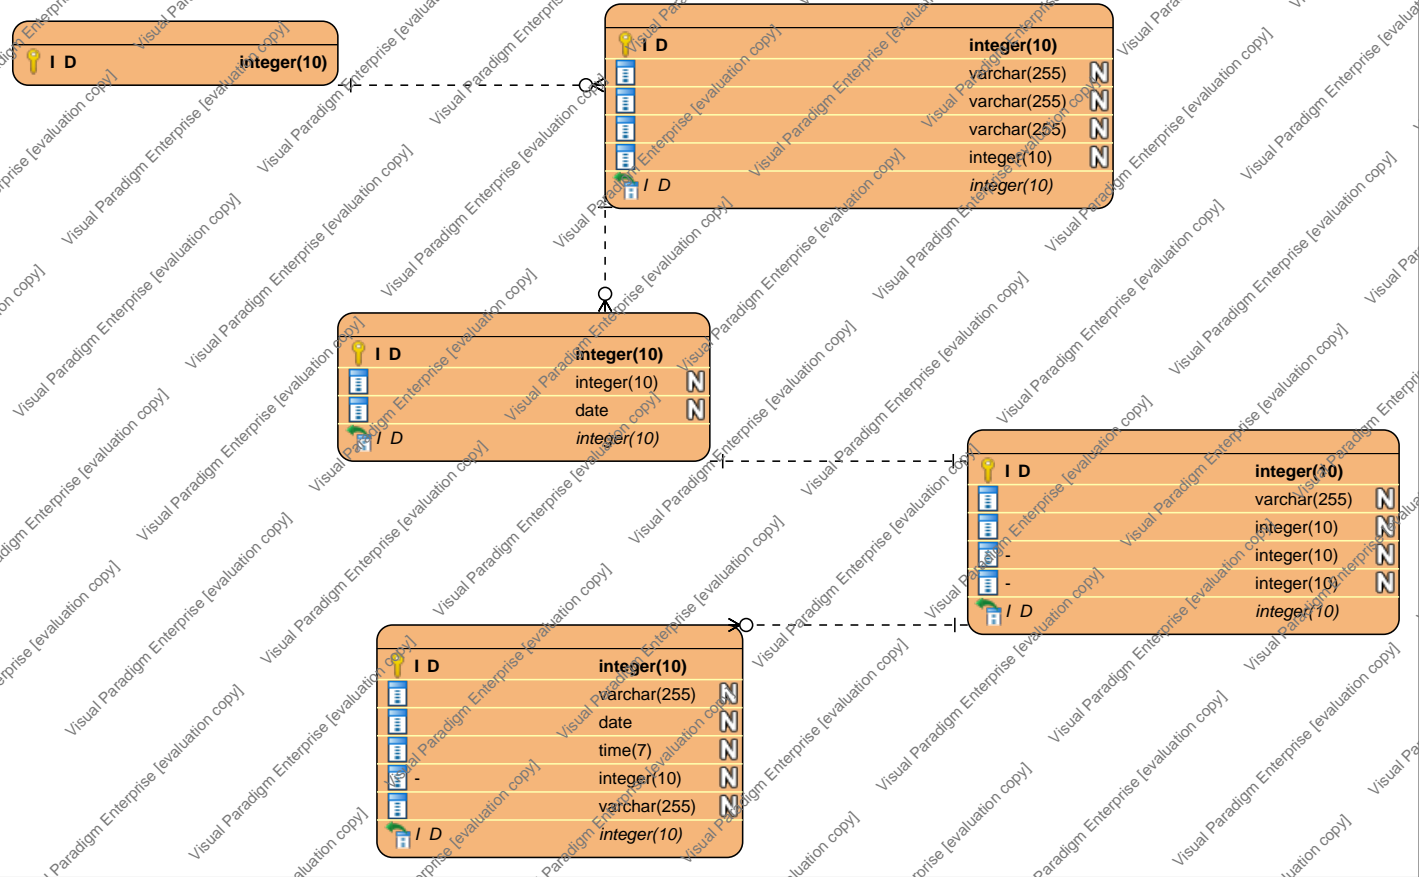 I D integer(10)
I D integer(10)
varchar(255) N
varchar(255) N
varchar(255) N
integer(10) N
I D integer(10)
I D integer(10)
integer(10) N
date N
I D integer(10)
I D integer(10)
varchar(255) N
integer(10) N
- integer(10) N
- integer(10) N
I D integer(10)
I D integer(10)
varchar(255) N
date N
time(7) N
- integer(10) N
varchar(255) N
I D integer(10)
Visual Paradigm Enterprise [evaluation copy]